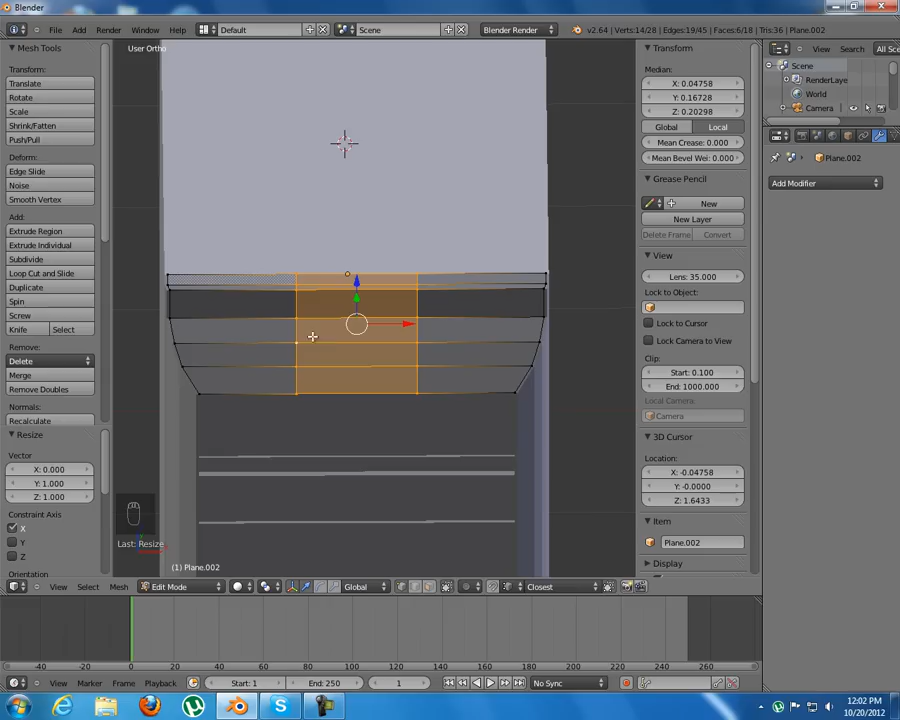 Blender
File Add Render Window Help Default Scene Blender Render v2.64 | Verts:14/28 | Edges:19/45 | Faces:6/18 | Tris:36 | Plane.002
Mesh Tools
Transform:
Translate
Rotate
Scale
Shrink/Fatten
Push/Pull
Deform:
Edge Slide
Noise
Smooth Vertex
Add:
Extrude Region
Extrude Individual
Subdivide
Loop Cut and Slide
Duplicate
Spin
Screw
Knife Select
Remove:
Delete
Merge
Remove Doubles
Normals:
Recalculate
Resize
Vector
X: 0.000
Y: 1.000
Z: 1.000
Constraint Axis
X
Y
Z
Orientation
User Ortho
Last: Resize
(1) Plane.002
Transform
Median:
X: 0.04758
Y: 0.16728
Z: 0.20298
Global Local
Mean Crease: 0.000
Mean Bevel Wei: 0.000
Grease Pencil
New
New Layer
Delete Frame Convert
View
Lens: 35.000
Lock to Object:
Lock to Cursor
Lock Camera to View
Clip:
Start: 0.100
End: 1000.000
Local Camera:
Camera
3D Cursor
Location:
X: -0.04758
Y: -0.0000
Z: 1.6433
Item
Plane.002
Display
View Search All Sce
Scene
RenderLaye
World
Camera
Plane.002
Add Modifier
View Select Mesh Edit Mode Global Closest
-40 -20 0 20 40 60 80 100 120 140 160 180 200 220 240 260
View Marker Frame Playback Start: 1 End: 250 1 No Sync
12:02 PM
10/20/2012